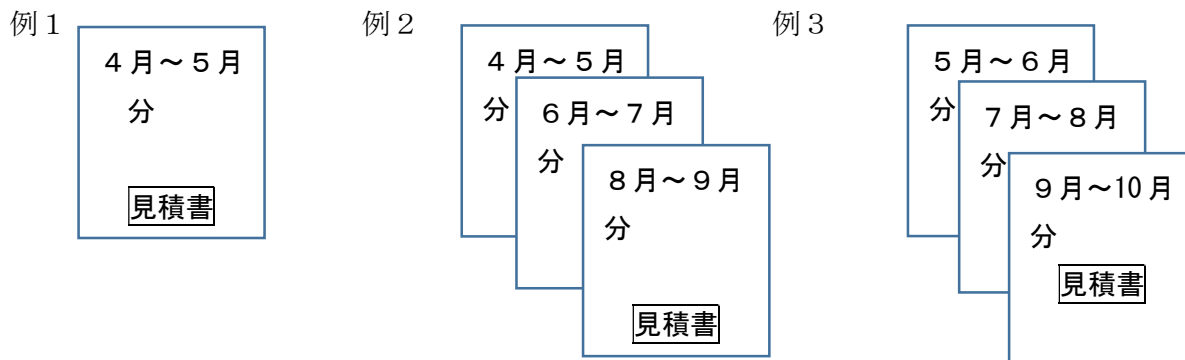 例１
４月～５月
分
見積書
例２
４月～５月
分
６月～７月
分
８月～９月
分
見積書
例３
５月～６月
分
７月～８月
分
９月～10月
分
見積書